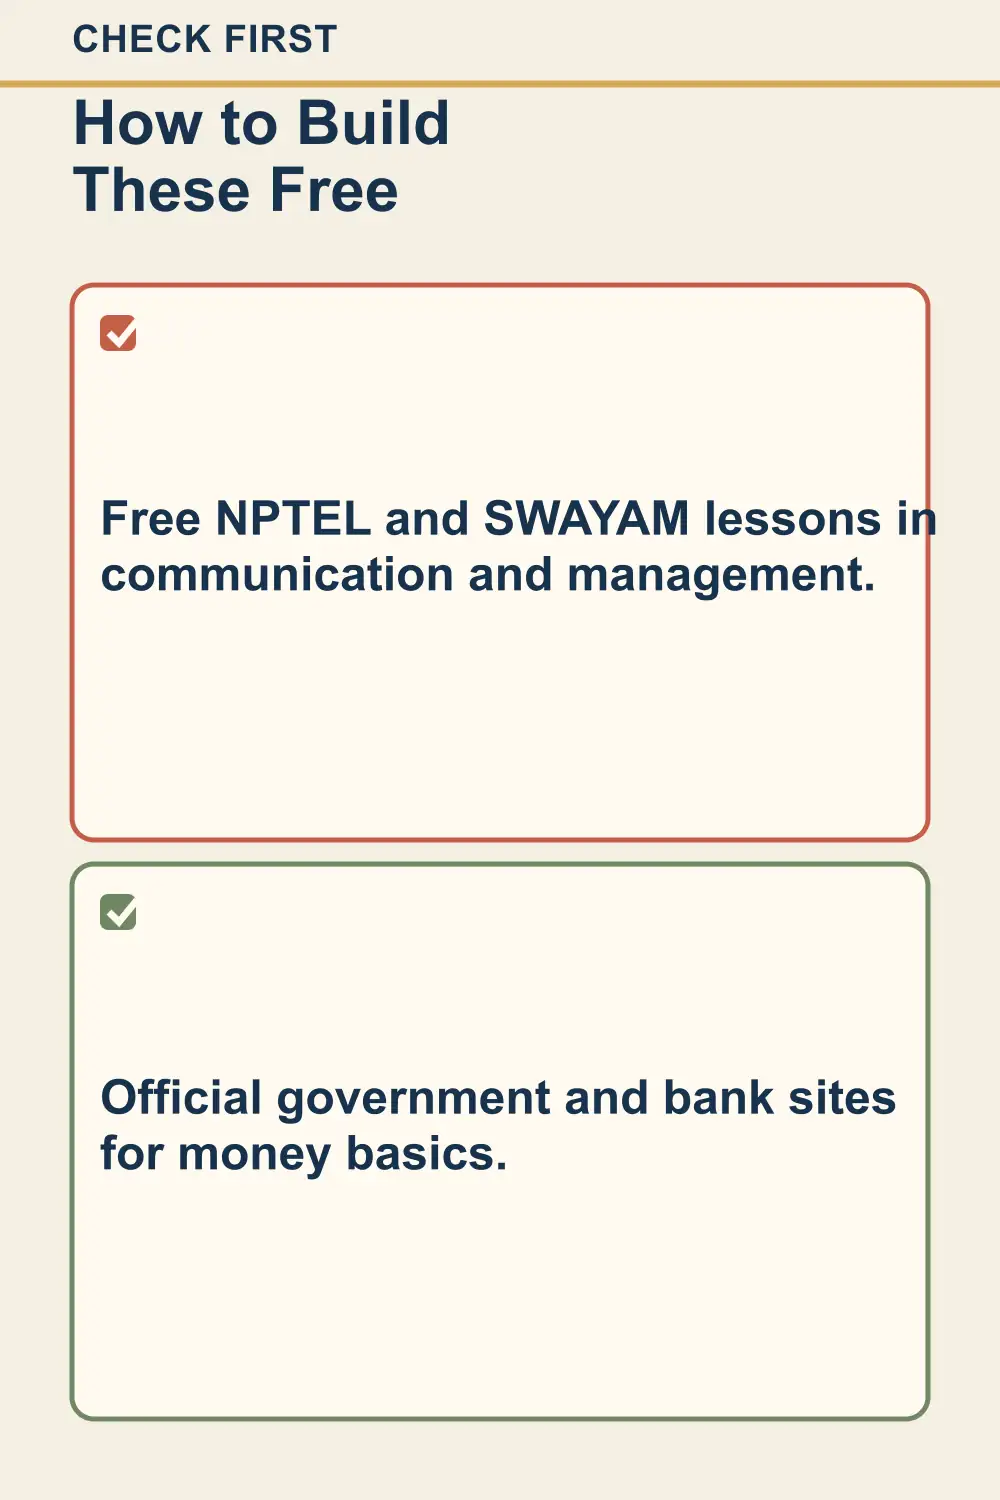 CHECK FIRST
How to Build
These Free
Free NPTEL and SWAYAM lessons in
communication and management.
Official government and bank sites
for money basics.